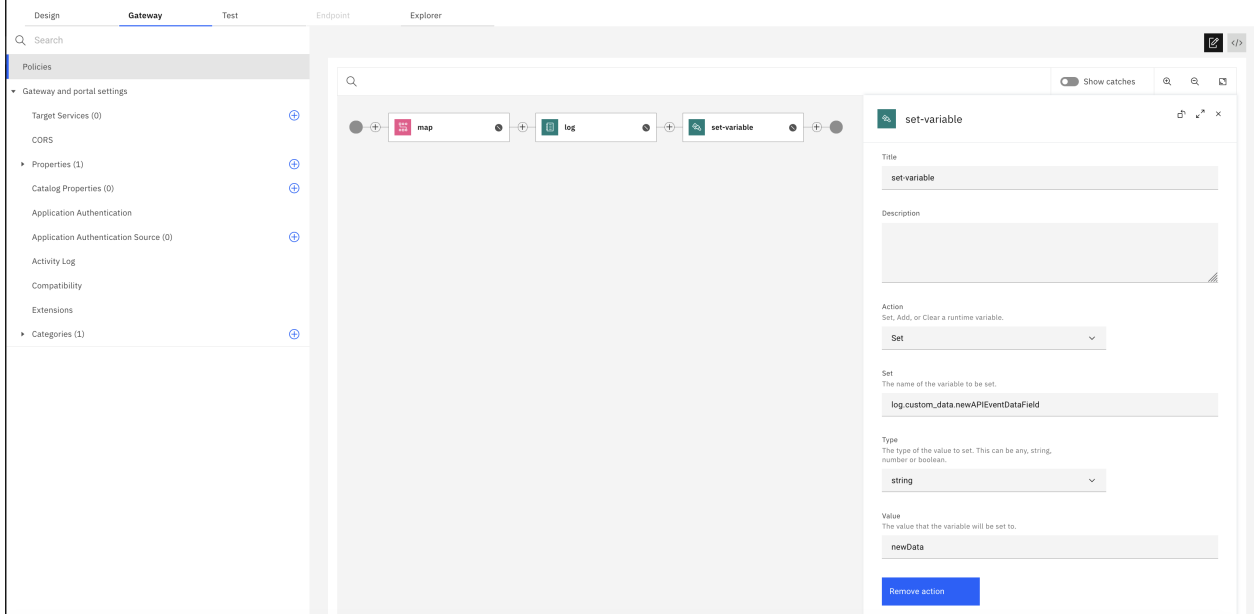 Design Gateway Test Endpoint Explorer
Search
Policies
Gateway and portal settings
Target Services (0)
CORS
Properties (1)
Catalog Properties (0)
Application Authentication
Application Authentication Source (0)
Activity Log
Compatibility
Extensions
Categories (1)
</>
Show catches
map
log
set-variable
set-variable
Title
set-variable
Description
Action
Set, Add, or Clear a runtime variable.
Set
Set
The name of the variable to be set.
log.custom_data.newAPIEventDataField
Type
The type of the value to set. This can be any, string,
number or boolean.
string
Value
The value that the variable will be set to.
newData
Remove action